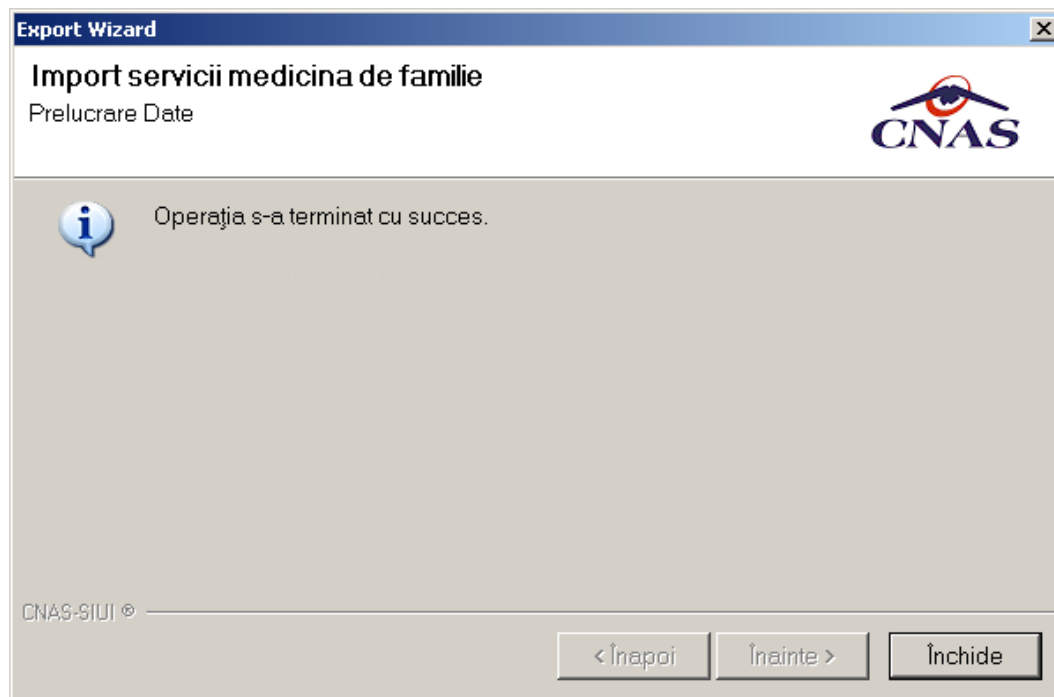 Export Wizard
Import servicii medicina de familie
Prelucrare Date
CNAS
Operaţia s-a terminat cu succes.
CNAS-SIUI ®
< Înapoi
Înainte >
Închide